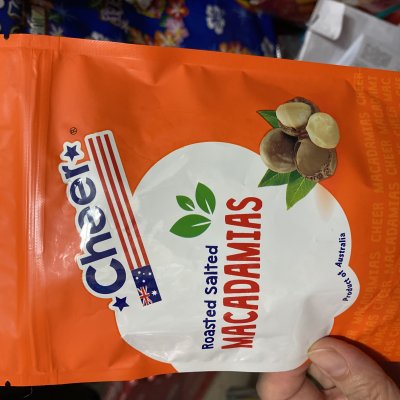 Cheer®
Roasted Salted
MACADAMIAS
Product of Australia